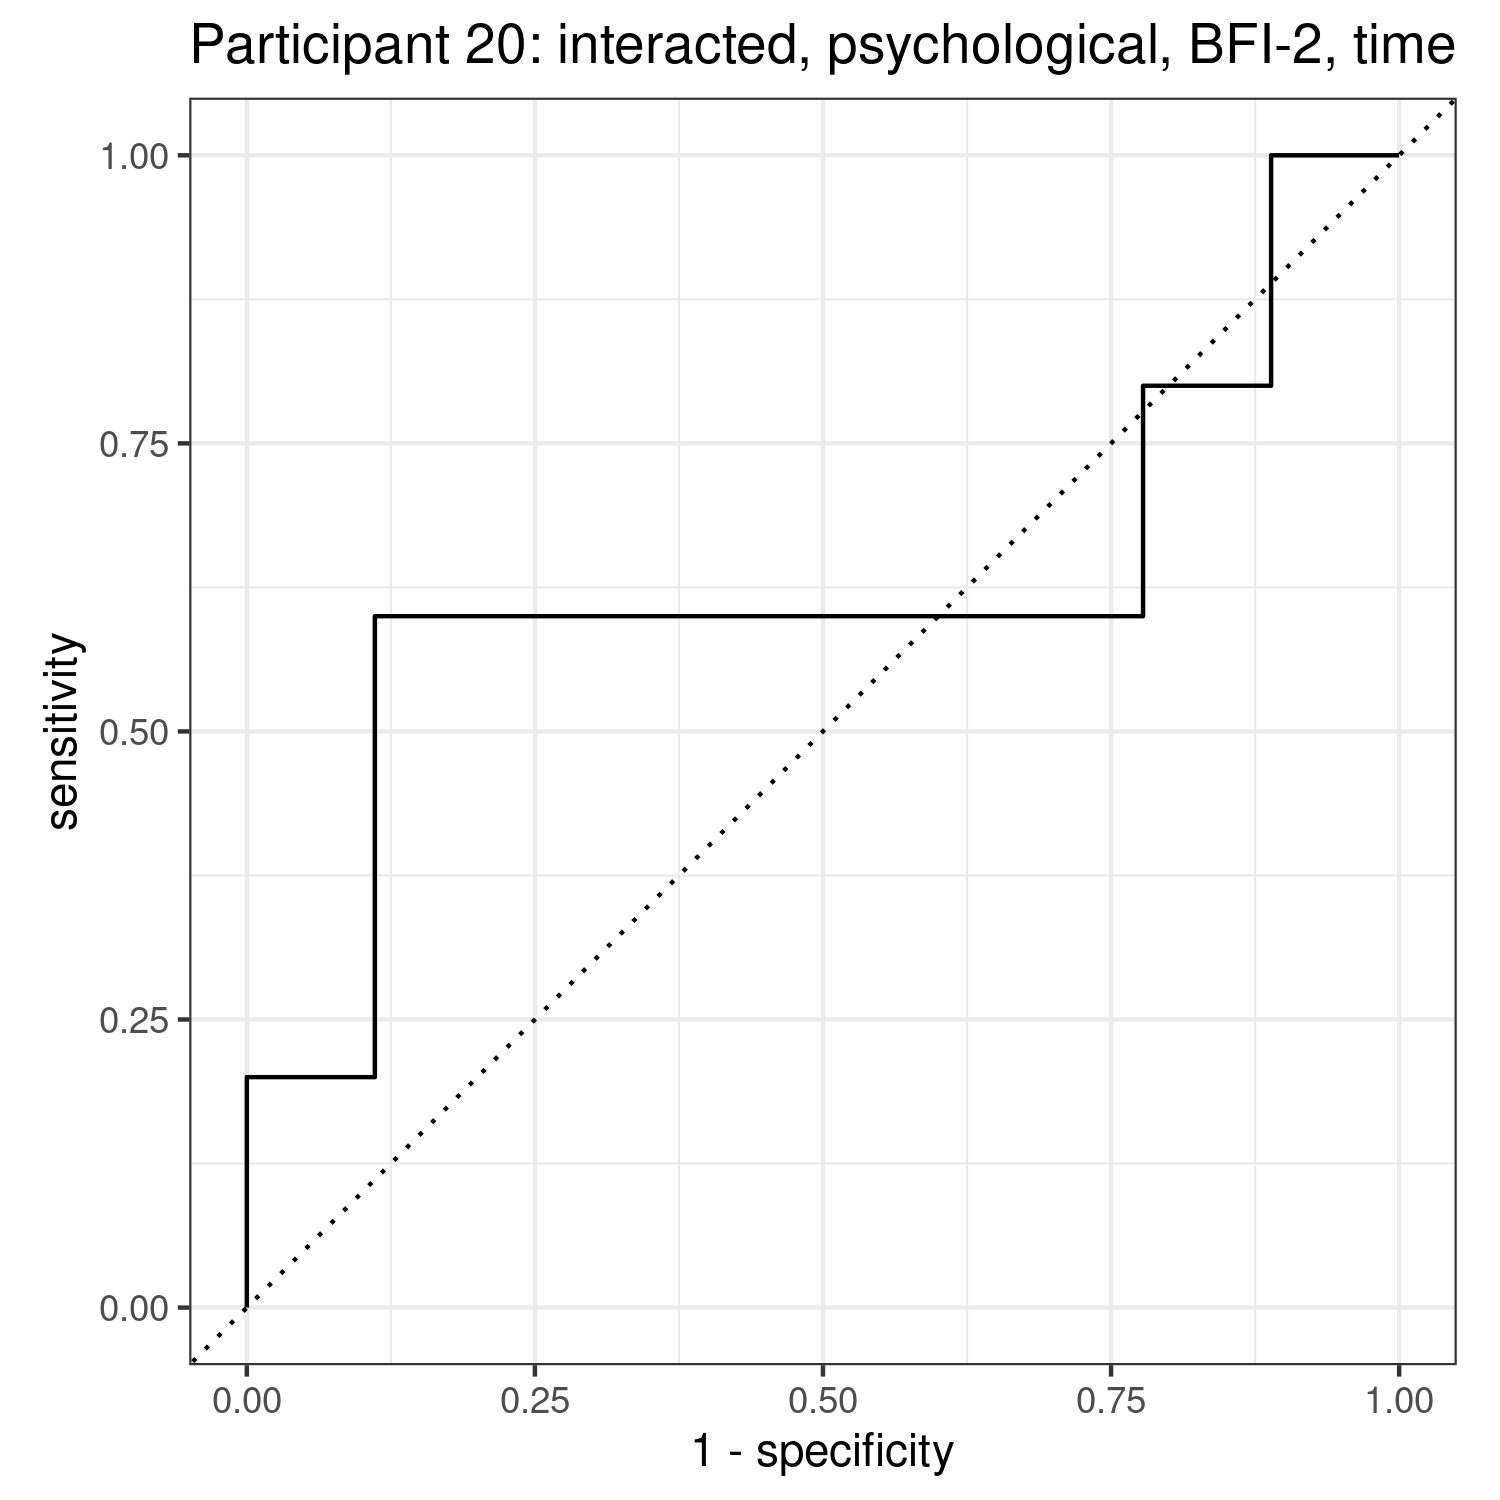 Participant 20: interacted, psychological, BFI-2, time
1.00
0.75
0.50
0.25
0.00
sensitivity
0.00 0.25 0.50 0.75 1.00
1 - specificity